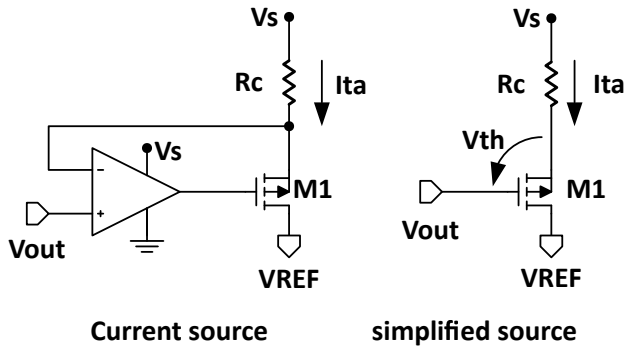 Vs
Rc
Ita
Vs
-
+
M1
Vout
VREF
Current source
Vs
Rc
Ita
Vth
M1
Vout
VREF
simplified source